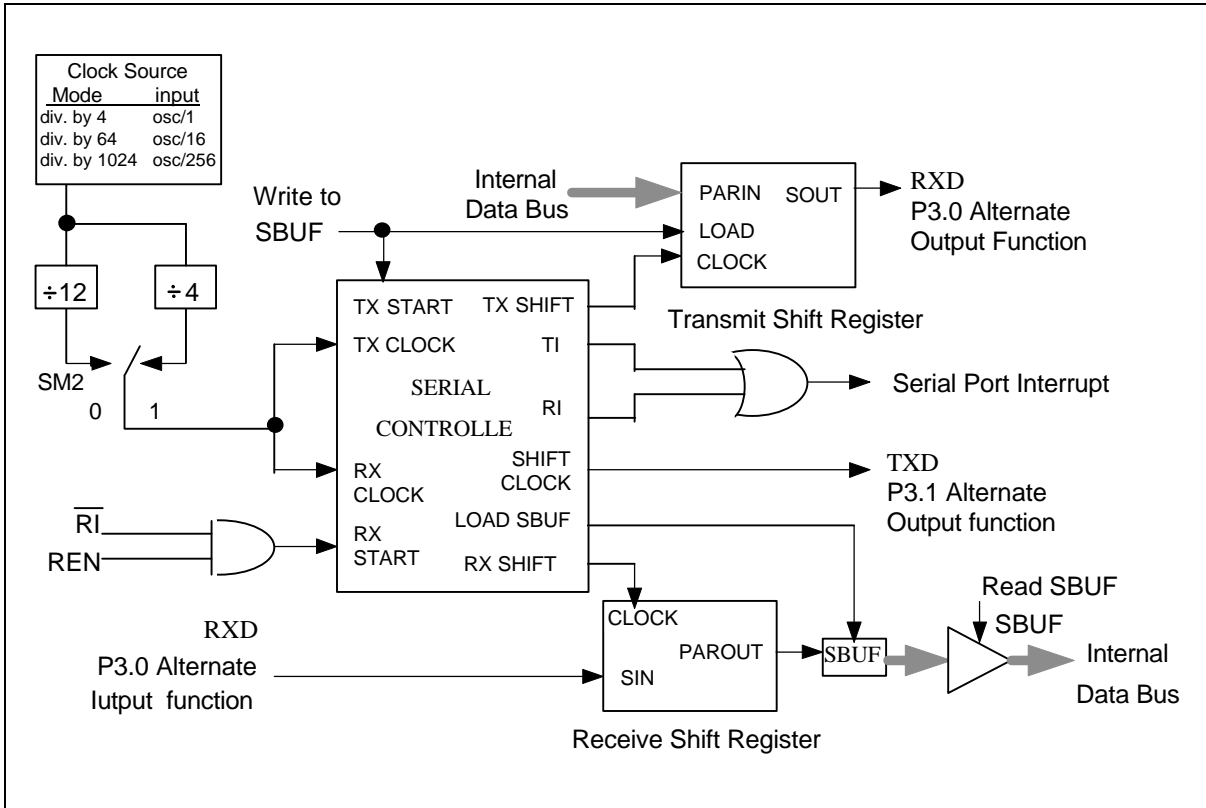 Clock Source
Mode input
div. by 4 osc/1
div. by 64 osc/16
div. by 1024 osc/256
÷12
÷4
SM2
0 1
Write to
SBUF
Internal
Data Bus
PARIN SOUT
LOAD
CLOCK
RXD
P3.0 Alternate
Output Function
Transmit Shift Register
TX START TX SHIFT
TX CLOCK TI
SERIAL
RI
CONTROLLE
SHIFT
CLOCK
RX
CLOCK
LOAD SBUF
RX
START
RX SHIFT
Serial Port Interrupt
TXD
P3.1 Alternate
Output function
R̅I̅
REN
RXD
P3.0 Alternate
Iutput function
CLOCK
PAROUT
SIN
Receive Shift Register
SBUF
Read SBUF
SBUF
Internal
Data Bus